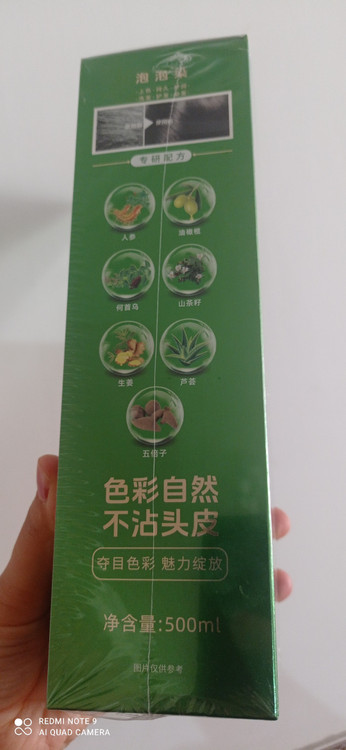 泡泡染
专研配方
人参
油橄榄
何首乌
山茶籽
生姜
芦荟
五倍子
色彩自然
不沾头皮
夺目色彩 魅力绽放
净含量:500ml
图片仅供参考
REDMI NOTE 9
AI QUAD CAMERA